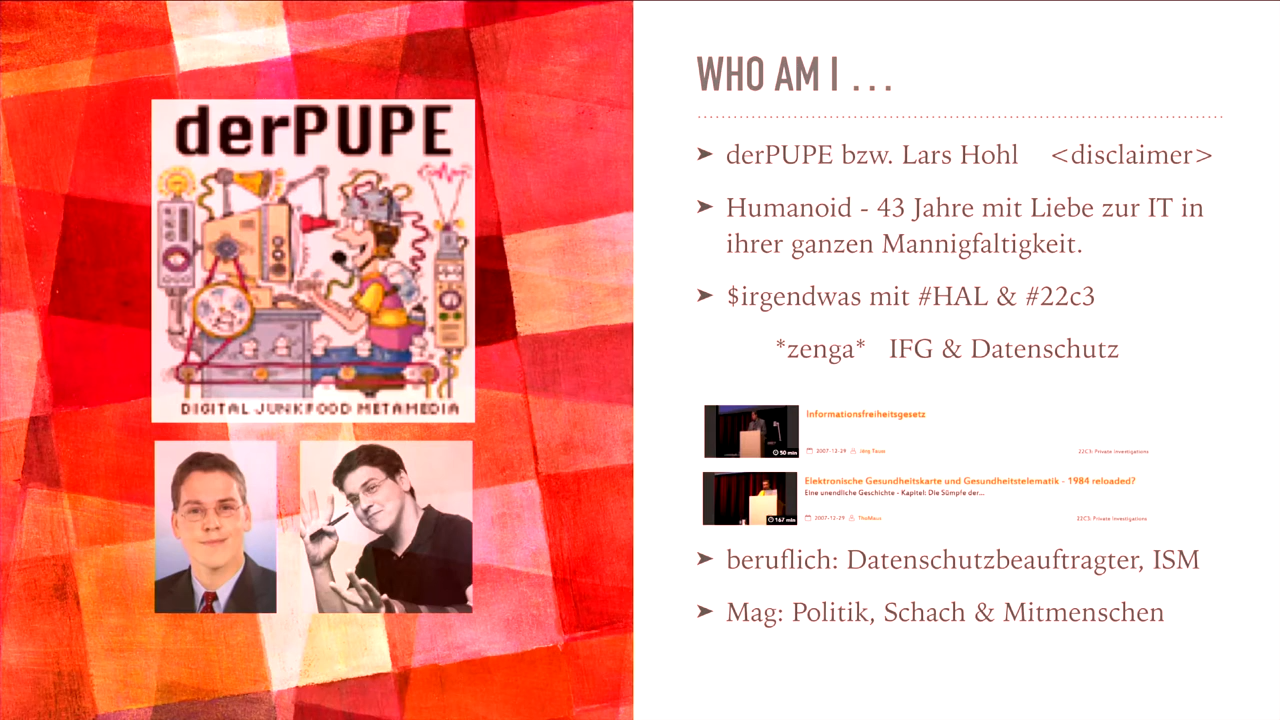 derPUPE
DIGITAL JUNKFOOD METAMEDIA
WHO AM I ...
➤ derPUPE bzw. Lars Hohl <disclaimer>
➤ Humanoid - 43 Jahre mit Liebe zur IT in
ihrer ganzen Mannigfaltigkeit.
➤ $irgendwas mit #HAL & #22c3
*zenga* IFG & Datenschutz
Informationsfreiheitsgesetz
50 min
2007-12-29 Jörg Tauss
22C3: Private Investigations
Elektronische Gesundheitskarte und Gesundheitstelematik - 1984 reloaded?
Eine unendliche Geschichte - Kapitel: Die Sümpfe der...
167 min
2007-12-29 ThoMaus
22C3: Private Investigations
➤ beruflich: Datenschutzbeauftragter, ISM
➤ Mag: Politik, Schach & Mitmenschen